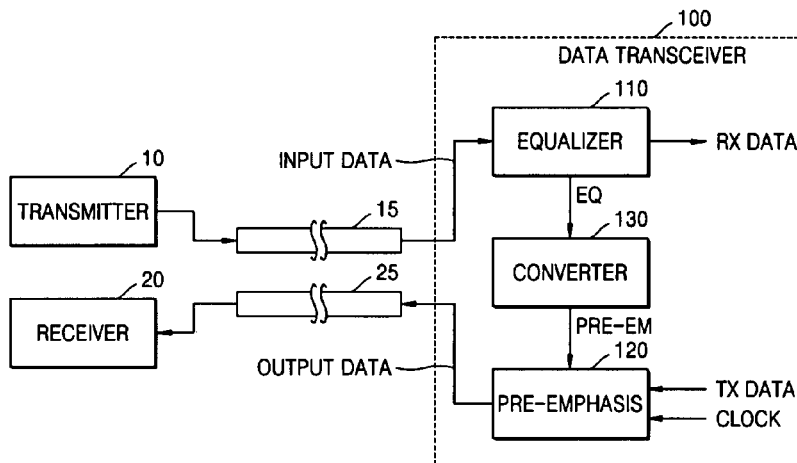 100
DATA TRANSCEIVER
110
EQUALIZER
RX DATA
INPUT DATA
10
TRANSMITTER
15
EQ
130
CONVERTER
20
RECEIVER
25
PRE-EM
120
OUTPUT DATA
PRE-EMPHASIS
TX DATA
CLOCK